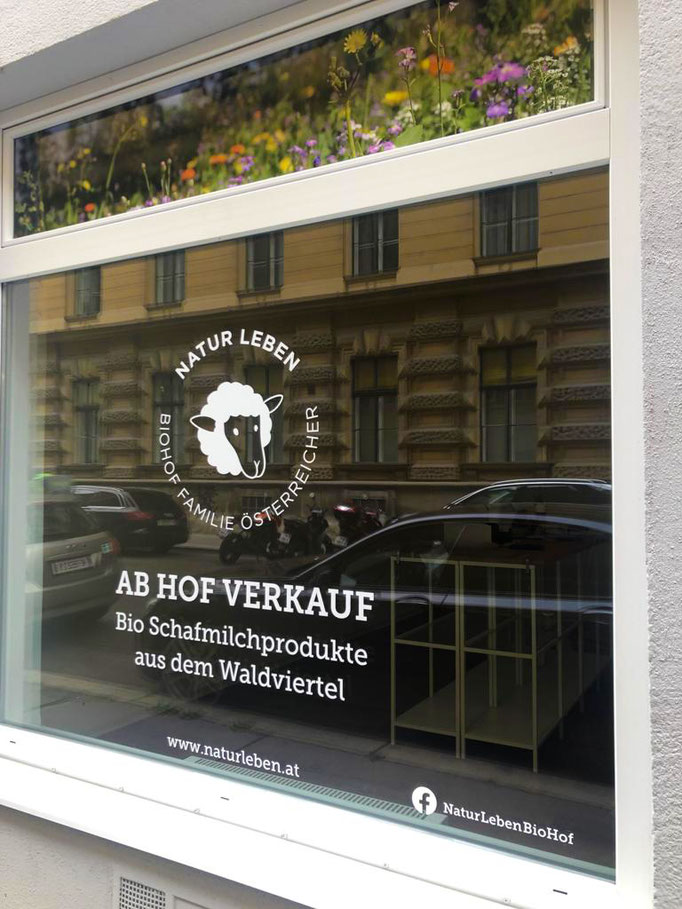 NATUR LEBEN
BIOHOF FAMILIE ÖSTERREICHER
AB HOF VERKAUF
Bio Schafmilchprodukte
aus dem Waldviertel
www.naturleben.at
f NaturLebenBioHof